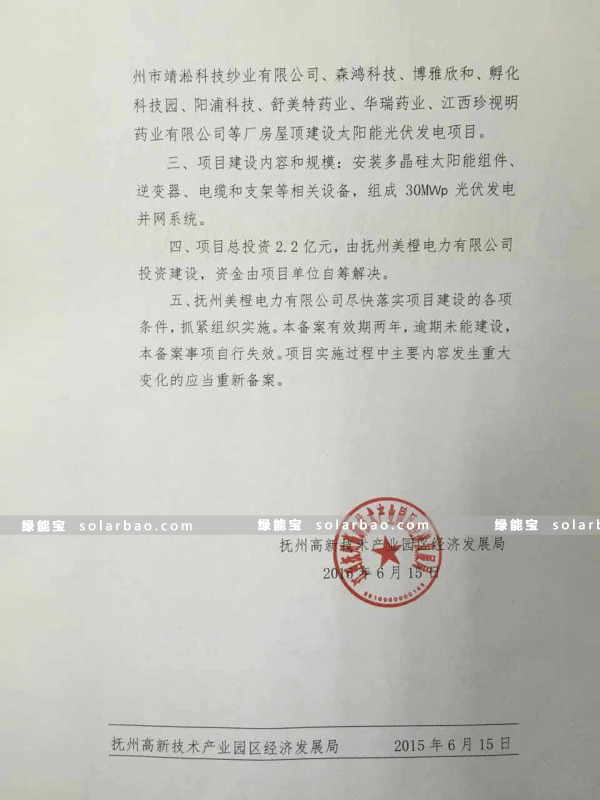 州市靖淞科技纱业有限公司、森鸿科技、博雅欣和、孵化
科技园、阳浦科技、舒美特药业、华瑞药业、江西珍视明
药业有限公司等厂房屋顶建设太阳能光伏发电项目。
三、项目建设内容和规模：安装多晶硅太阳能组件、
逆变器、电缆和支架等相关设备，组成 30MWp 光伏发电
并网系统。
四、项目总投资 2.2 亿元，由抚州美橙电力有限公司
投资建设，资金由项目单位自筹解决。
五、抚州美橙电力有限公司尽快落实项目建设的各项
条件，抓紧组织实施。本备案有效期两年，逾期未能建设，
本备案事项自行失效。项目实施过程中主要内容发生重大
变化的应当重新备案。
绿能宝 solarbao.com 绿能宝 solarbao.com 绿能宝 solarbao.com
抚州高新技术产业园区经济发展局
年 6 月 15 日
抚州高新技术产业园区经济发展局 2015 年 6 月 15 日